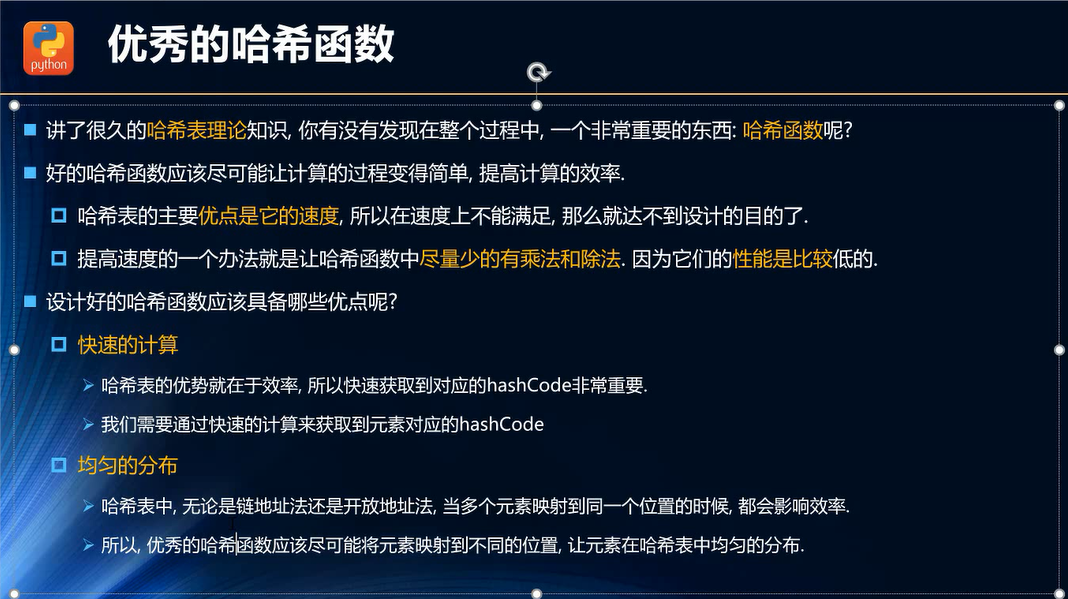 python
优秀的哈希函数
讲了很久的哈希表理论知识, 你有没有发现在整个过程中, 一个非常重要的东西: 哈希函数呢?
好的哈希函数应该尽可能让计算的过程变得简单, 提高计算的效率.
哈希表的主要优点是它的速度, 所以在速度上不能满足, 那么就达不到设计的目的了.
提高速度的一个办法就是让哈希函数中尽量少的有乘法和除法. 因为它们的性能是比较低的.
设计好的哈希函数应该具备哪些优点呢?
快速的计算
哈希表的优势就在于效率, 所以快速获取到对应的hashCode非常重要.
我们需要通过快速的计算来获取到元素对应的hashCode
均匀的分布
哈希表中, 无论是链地址法还是开放地址法, 当多个元素映射到同一个位置的时候, 都会影响效率.
所以, 优秀的哈希函数应该尽可能将元素映射到不同的位置, 让元素在哈希表中均匀的分布.